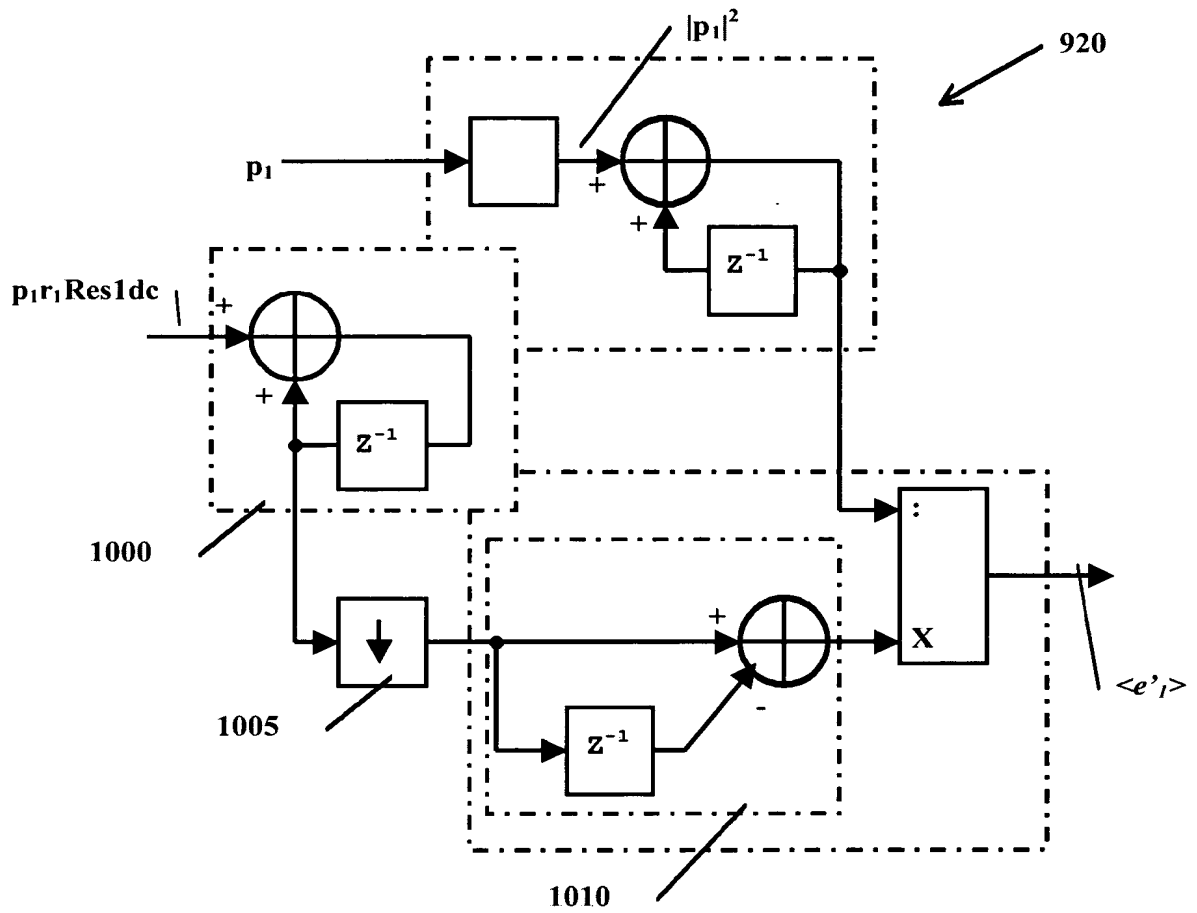 |p₁|²
920
p₁
+
+
z⁻¹
p₁r₁Res1dc
+
+
z⁻¹
1000
:
+
X
1005
-
z⁻¹
<e'₁>
1010